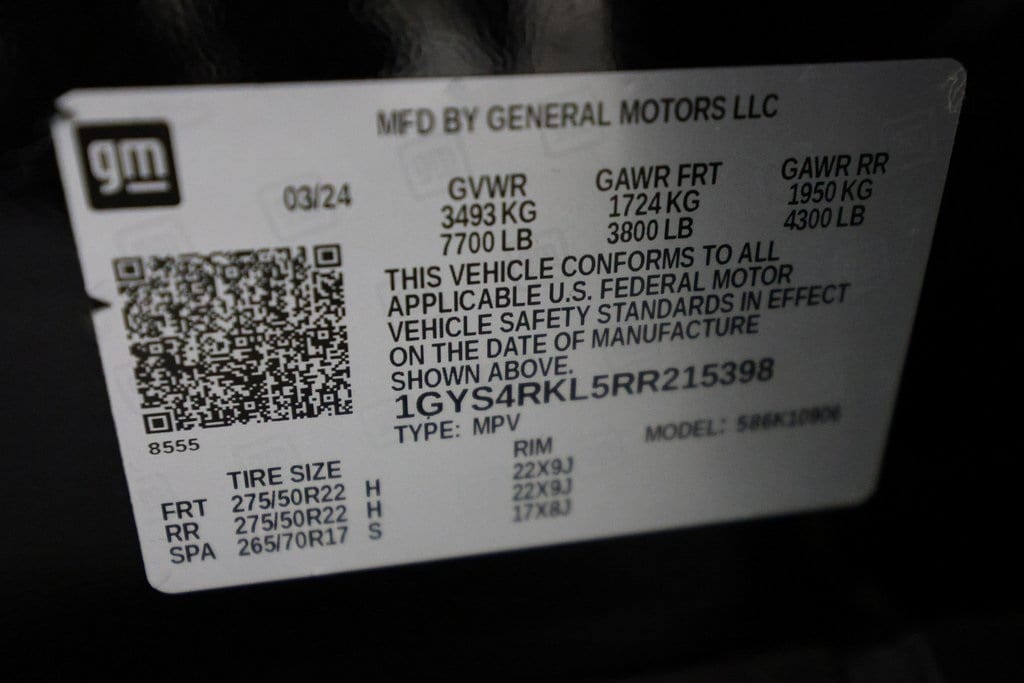 MFD BY GENERAL MOTORS LLC
gm
03/24
GVWR GAWR FRT GAWR RR
3493 KG 1724 KG 1950 KG
7700 LB 3800 LB 4300 LB
THIS VEHICLE CONFORMS TO ALL
APPLICABLE U.S. FEDERAL MOTOR
VEHICLE SAFETY STANDARDS IN EFFECT
ON THE DATE OF MANUFACTURE
SHOWN ABOVE.
1GYS4RKL5RR215398
TYPE: MPV MODEL: 586K10906
8555
TIRE SIZE RIM
FRT 275/50R22 H 22X9J
RR 275/50R22 H 22X9J
SPA 265/70R17 S 17X8J